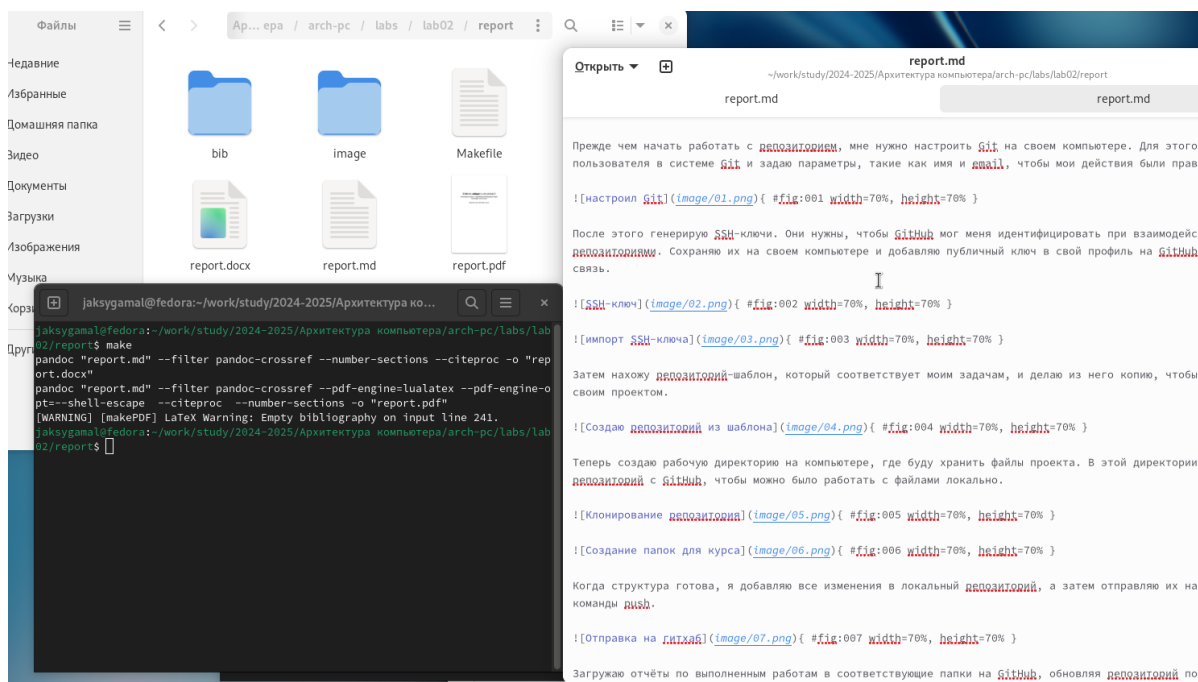 Файлы
Ар... ера / arch-pc / labs / lab02 / report
Недавние
Избранные
Домашняя папка
Видео
Документы
Загрузки
Изображения
Музыка
bib
image
Makefile
report.docx
report.md
report.pdf
jaksygamal@fedora:~/work/study/2024-2025/Архитектура ко...
jaksygamal@fedora:~/work/study/2024-2025/Архитектура компьютера/arch-pc/labs/lab
02/report$ make
pandoc "report.md" --filter pandoc-crossref --number-sections --citeproc -o "rep
ort.docx"
pandoc "report.md" --filter pandoc-crossref --pdf-engine=lualatex --pdf-engine-o
pt=--shell-escape  --citeproc  --number-sections -o "report.pdf"
[WARNING] [makePDF] LaTeX Warning: Empty bibliography on input line 241.
jaksygamal@fedora:~/work/study/2024-2025/Архитектура компьютера/arch-pc/labs/lab
02/report$
Открыть
report.md
~/work/study/2024-2025/Архитектура компьютера/arch-pc/labs/lab02/report
report.md
report.md
Прежде чем начать работать с репозиторием, мне нужно настроить Git на своем компьютере. Для этого
пользователя в системе Git и задаю параметры, такие как имя и email, чтобы мои действия были прав
![настроил Git](image/01.png){ #fig:001 width=70%, height=70% }
После этого генерирую SSH-ключи. Они нужны, чтобы GitHub мог меня идентифицировать при взаимодейс
репозиториями. Сохраняю их на своем компьютере и добавляю публичный ключ в свой профиль на GitHub
связь.
![SSH-ключ](image/02.png){ #fig:002 width=70%, height=70% }
![импорт SSH-ключа](image/03.png){ #fig:003 width=70%, height=70% }
Затем нахожу репозиторий-шаблон, который соответствует моим задачам, и делаю из него копию, чтобы
своим проектом.
![Создаю репозиторий из шаблона](image/04.png){ #fig:004 width=70%, height=70% }
Теперь создаю рабочую директорию на компьютере, где буду хранить файлы проекта. В этой директории
репозиторий с GitHub, чтобы можно было работать с файлами локально.
![Клонирование репозитория](image/05.png){ #fig:005 width=70%, height=70% }
![Создание папок для курса](image/06.png){ #fig:006 width=70%, height=70% }
Когда структура готова, я добавляю все изменения в локальный репозиторий, а затем отправляю их на
команды push.
![Отправка на гитхаб](image/07.png){ #fig:007 width=70%, height=70% }
Загружаю отчёты по выполненным работам в соответствующие папки на GitHub, обновляя репозиторий по